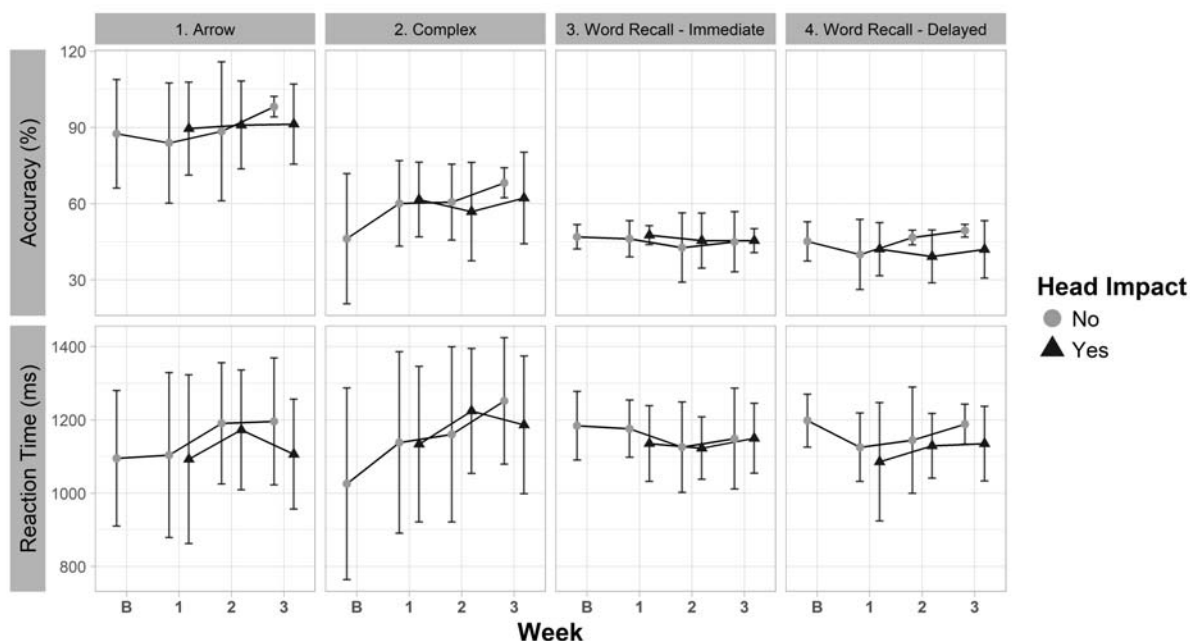 1. Arrow
2. Complex
3. Word Recall - Immediate
4. Word Recall - Delayed
Accuracy (%)
120
90
60
30
Reaction Time (ms)
1400
1200
1000
800
B 1 2 3
B 1 2 3
B 1 2 3
B 1 2 3
Week
Head Impact
No
Yes